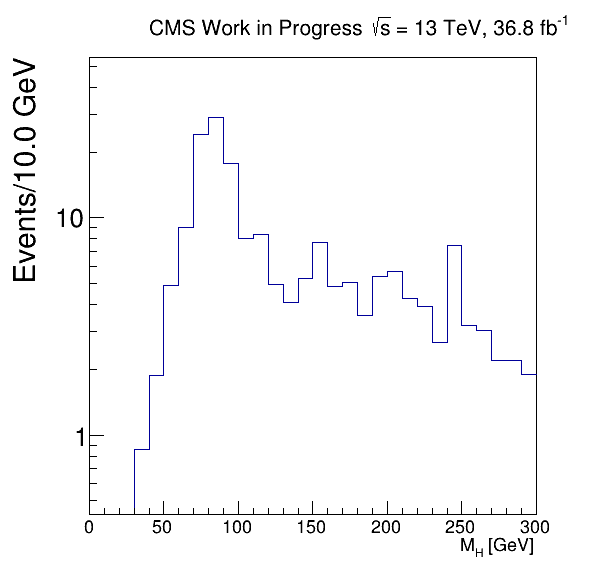 CMS Work in Progress √s = 13 TeV, 36.8 fb⁻¹
Events/10.0 GeV
10
1
0 50 100 150 200 250 300
M_H [GeV]